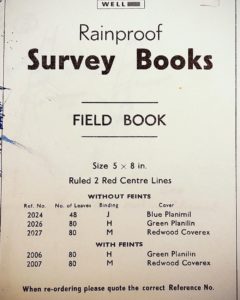 WELL
Rainproof
Survey Books
FIELD BOOK
Size 5 × 8 in.
Ruled 2 Red Centre Lines
WITHOUT FEINTS
Ref. No. No. of Leaves Binding Cover
2024 48 J Blue Planimil
2026 80 H Green Planilin
2027 80 M Redwood Coverex
WITH FEINTS
2006 80 H Green Planilin
2007 80 M Redwood Coverex
When re-ordering please quote the correct Reference No.